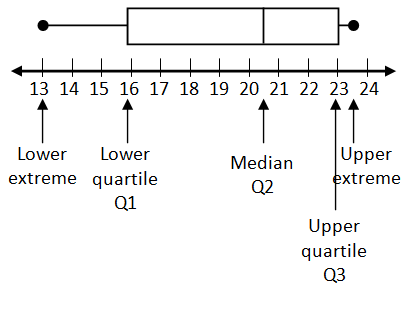 13 14 15 16 17 18 19 20 21 22 23 24
Lower
extreme
Lower
quartile
Q1
Median
Q2
Upper
quartile
Q3
Upper
extreme